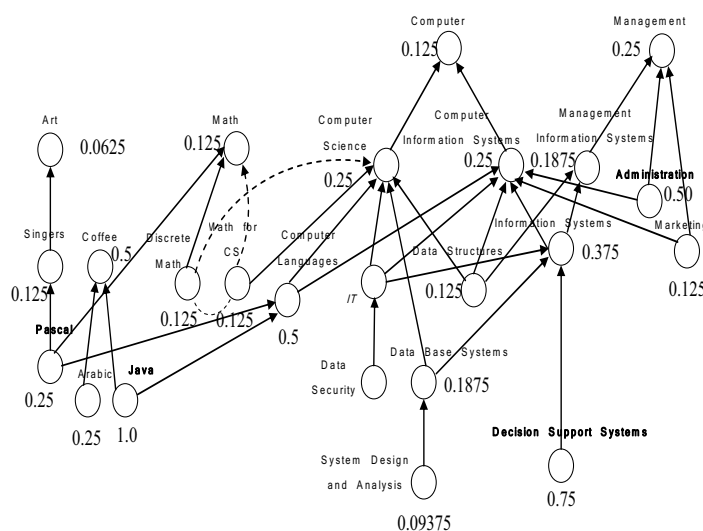 Computer
0.125
Management
0.25
Art
0.0625
Math
0.125
Computer
Science
0.25
Computer
Information Systems
0.25
Management
Information Systems
0.1875
Administration
0.50
Singers
0.125
Coffee
0.5
Discrete
Math
0.125
Math for
CS
0.125
Computer
Languages
0.5
Data Structures
0.125
Information Systems
0.375
Marketing
0.125
IT
Pascal
0.25
Arabic
0.25
Java
1.0
Data
Security
Data Base Systems
0.1875
System Design
and Analysis
0.09375
Decision Support Systems
0.75